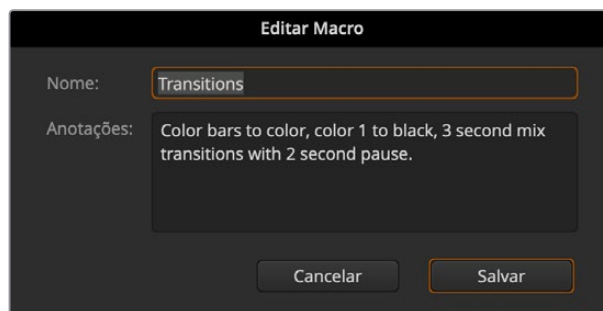 Editar Macro
Nome:
Transitions
Anotações:
Color bars to color, color 1 to black, 3 second mix
transitions with 2 second pause.
Cancelar
Salvar